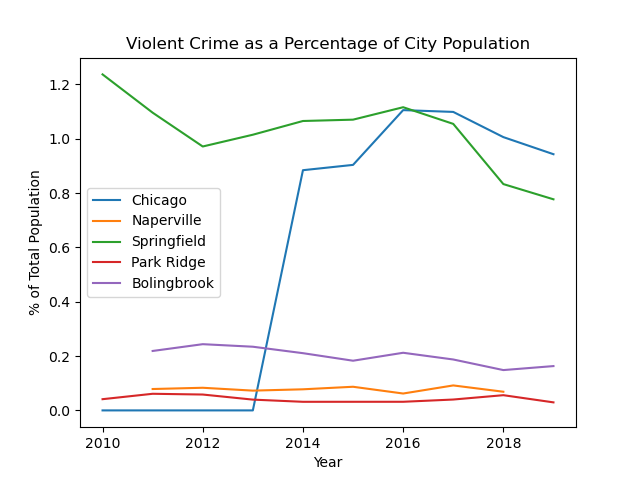 Violent Crime as a Percentage of City Population
% of Total Population
1.2
1.0
0.8
0.6
0.4
0.2
0.0
Chicago
Naperville
Springfield
Park Ridge
Bolingbrook
2010
2012
2014
2016
2018
Year